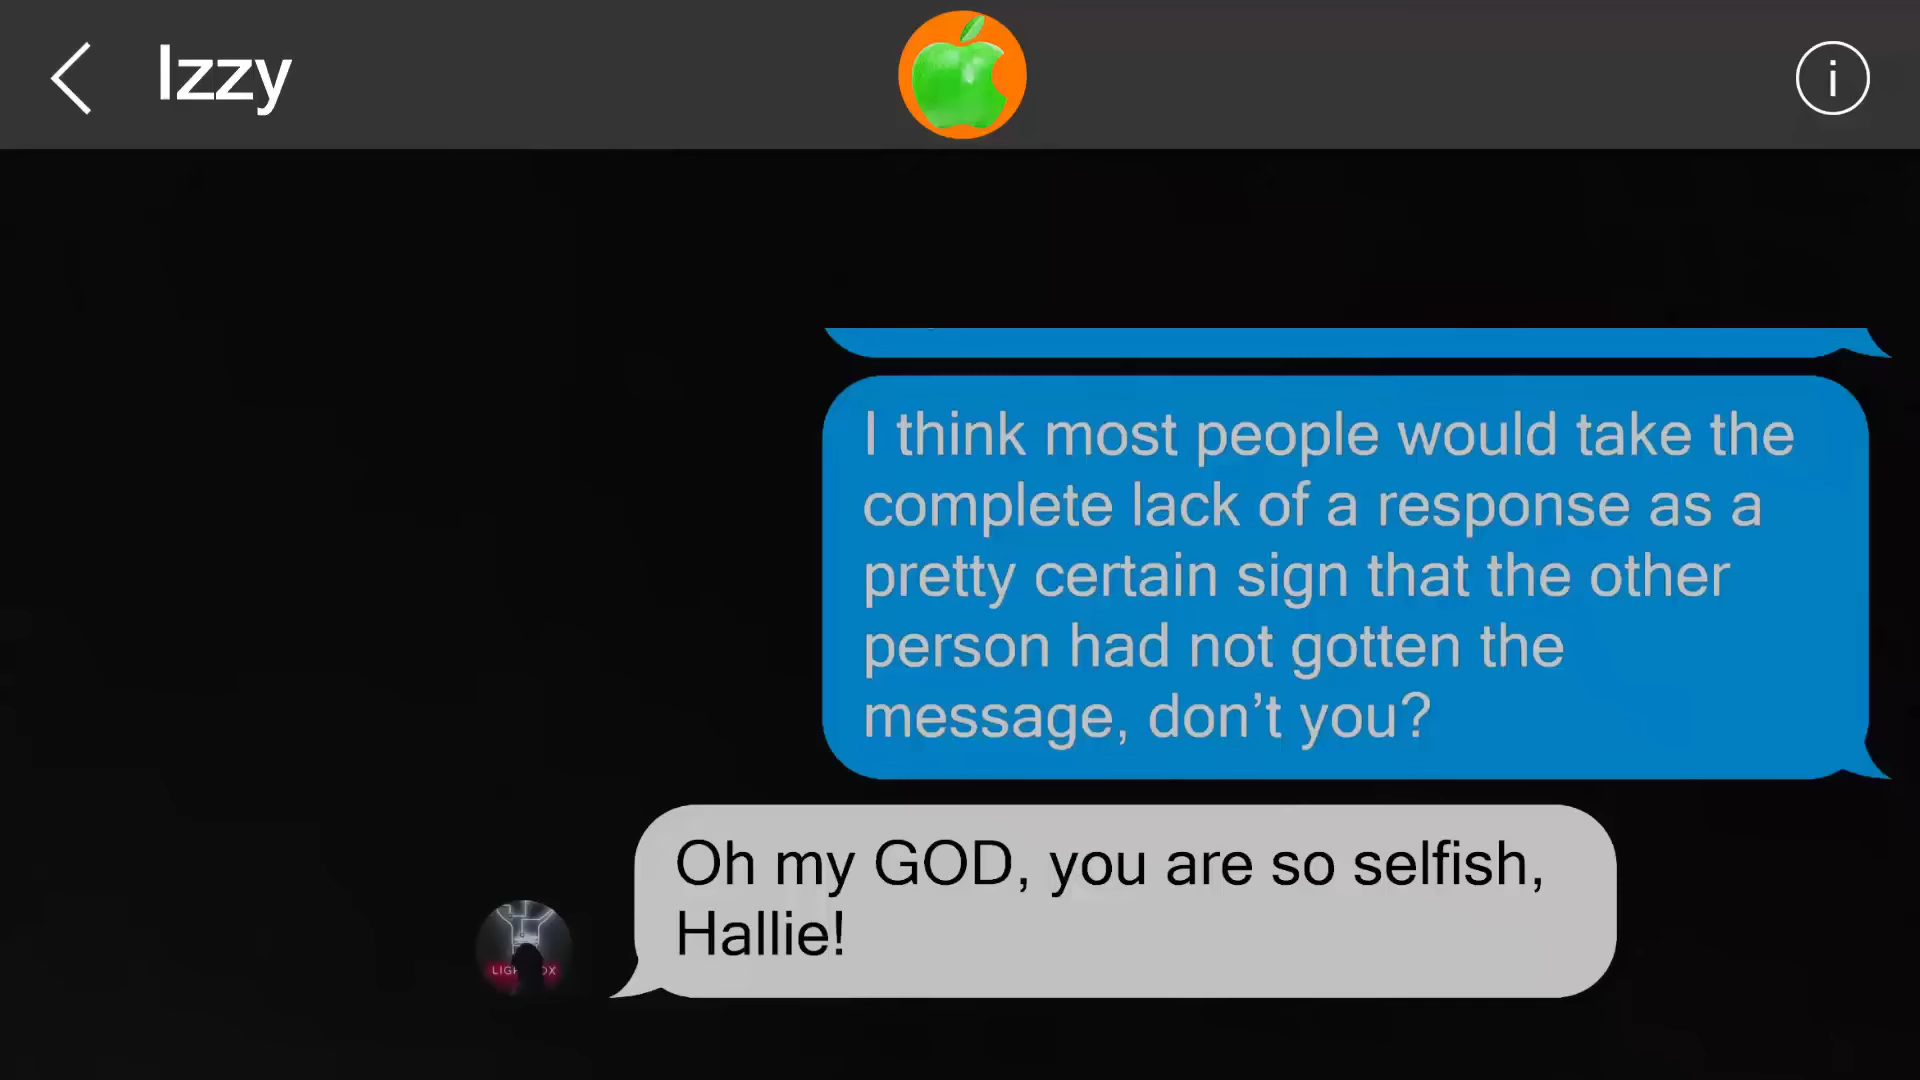 Izzy
i
I think most people would take the
complete lack of a response as a
pretty certain sign that the other
person had not gotten the
message, don’t you?
Oh my GOD, you are so selfish,
Hallie!